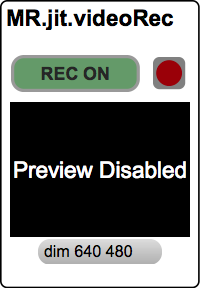 MR.jit.videoRec
REC ON
Preview Disabled
dim 640 480